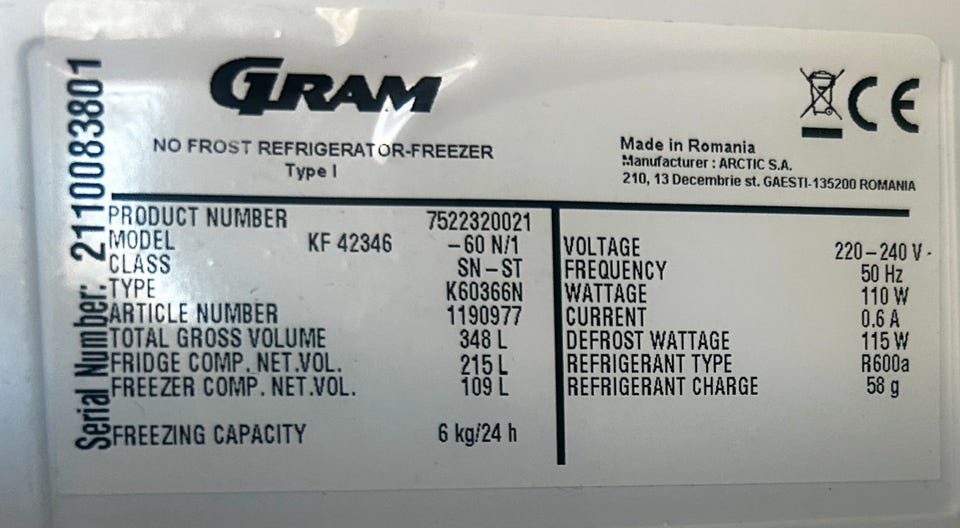 GRAM
CE
NO FROST REFRIGERATOR-FREEZER
Type I
Made in Romania
Manufacturer : ARCTIC S.A.
210, 13 Decembrie st. GAESTI-135200 ROMANIA
Serial Number: 2110083801
PRODUCT NUMBER 7522320021
MODEL KF 42346 -60 N/1
CLASS SN-ST
TYPE K60366N
ARTICLE NUMBER 1190977
TOTAL GROSS VOLUME 348 L
FRIDGE COMP. NET.VOL. 215 L
FREEZER COMP. NET.VOL. 109 L
FREEZING CAPACITY 6 kg/24 h
VOLTAGE 220-240 V
FREQUENCY 50 Hz
WATTAGE 110 W
CURRENT 0.6 A
DEFROST WATTAGE 115 W
REFRIGERANT TYPE R600a
REFRIGERANT CHARGE 58 g